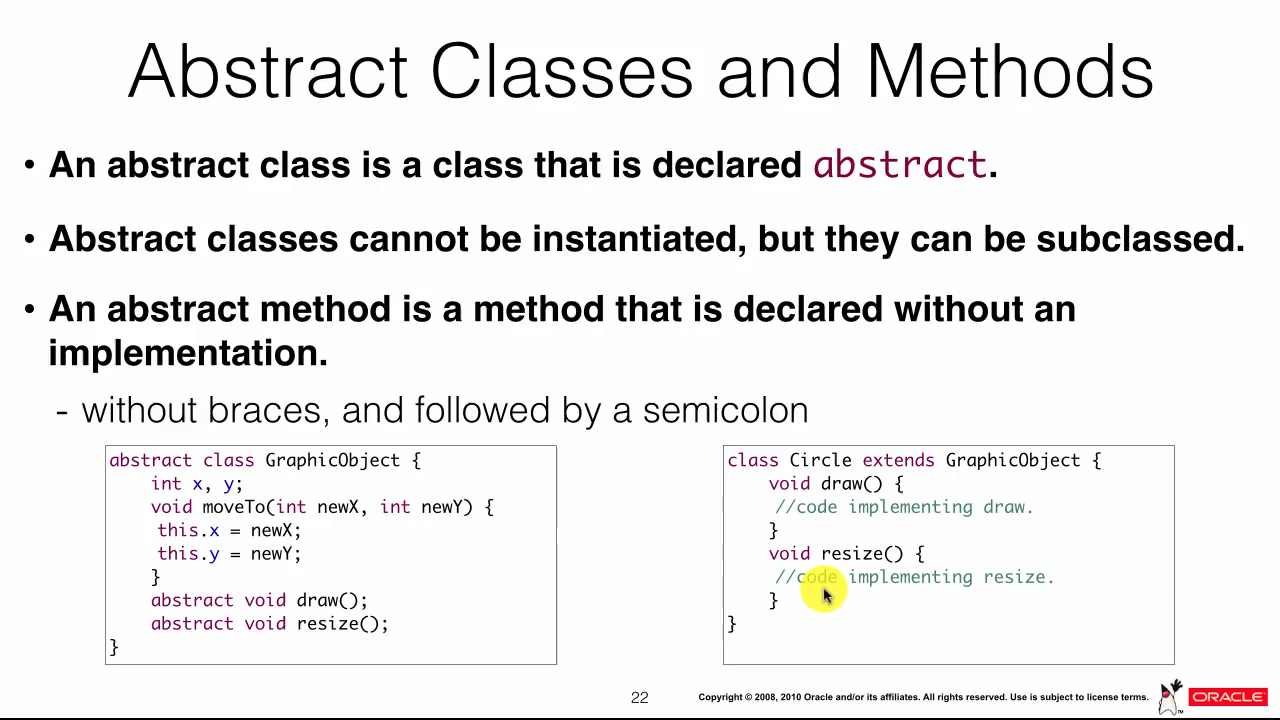 Abstract Classes and Methods
• An abstract class is a class that is declared abstract.
• Abstract classes cannot be instantiated, but they can be subclassed.
• An abstract method is a method that is declared without an
implementation.
- without braces, and followed by a semicolon
abstract class GraphicObject {
int x, y;
void moveTo(int newX, int newY) {
this.x = newX;
this.y = newY;
}
abstract void draw();
abstract void resize();
}
class Circle extends GraphicObject {
void draw() {
//code implementing draw.
}
void resize() {
//code implementing resize.
}
}
22
Copyright © 2008, 2010 Oracle and/or its affiliates. All rights reserved. Use is subject to license terms.
TM
ORACLE